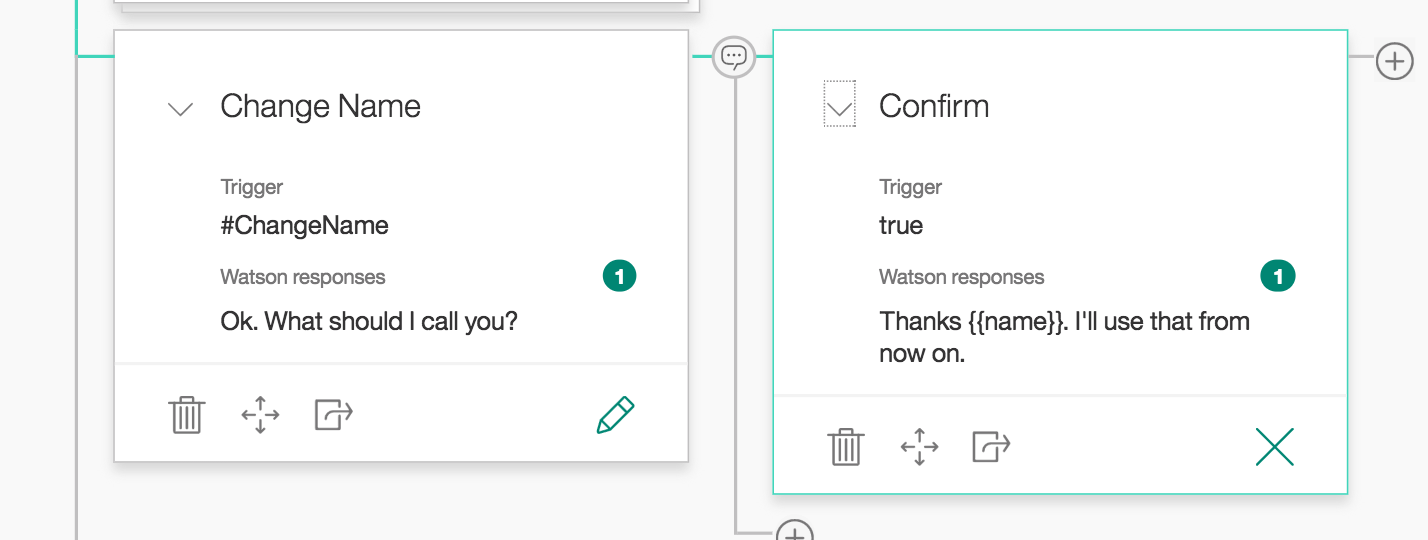 Change Name
Trigger
#ChangeName
Watson responses
1
Ok. What should I call you?
Confirm
Trigger
true
Watson responses
1
Thanks {{name}}. I'll use that from
now on.